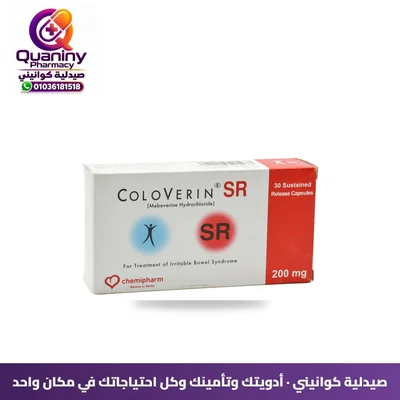 Quaniny
Pharmacy
صيدلية كوانيني
01036181518
COLOVERIN® SR
(Mebeverine Hydrochloride)
30 Sustained
Release Capsules
SR
For Treatment of Irritable Bowel Syndrome
chemipharm
200 mg
صيدلية كوانيني - أدويتك وتأمينك وكل احتياجاتك في مكان واحد